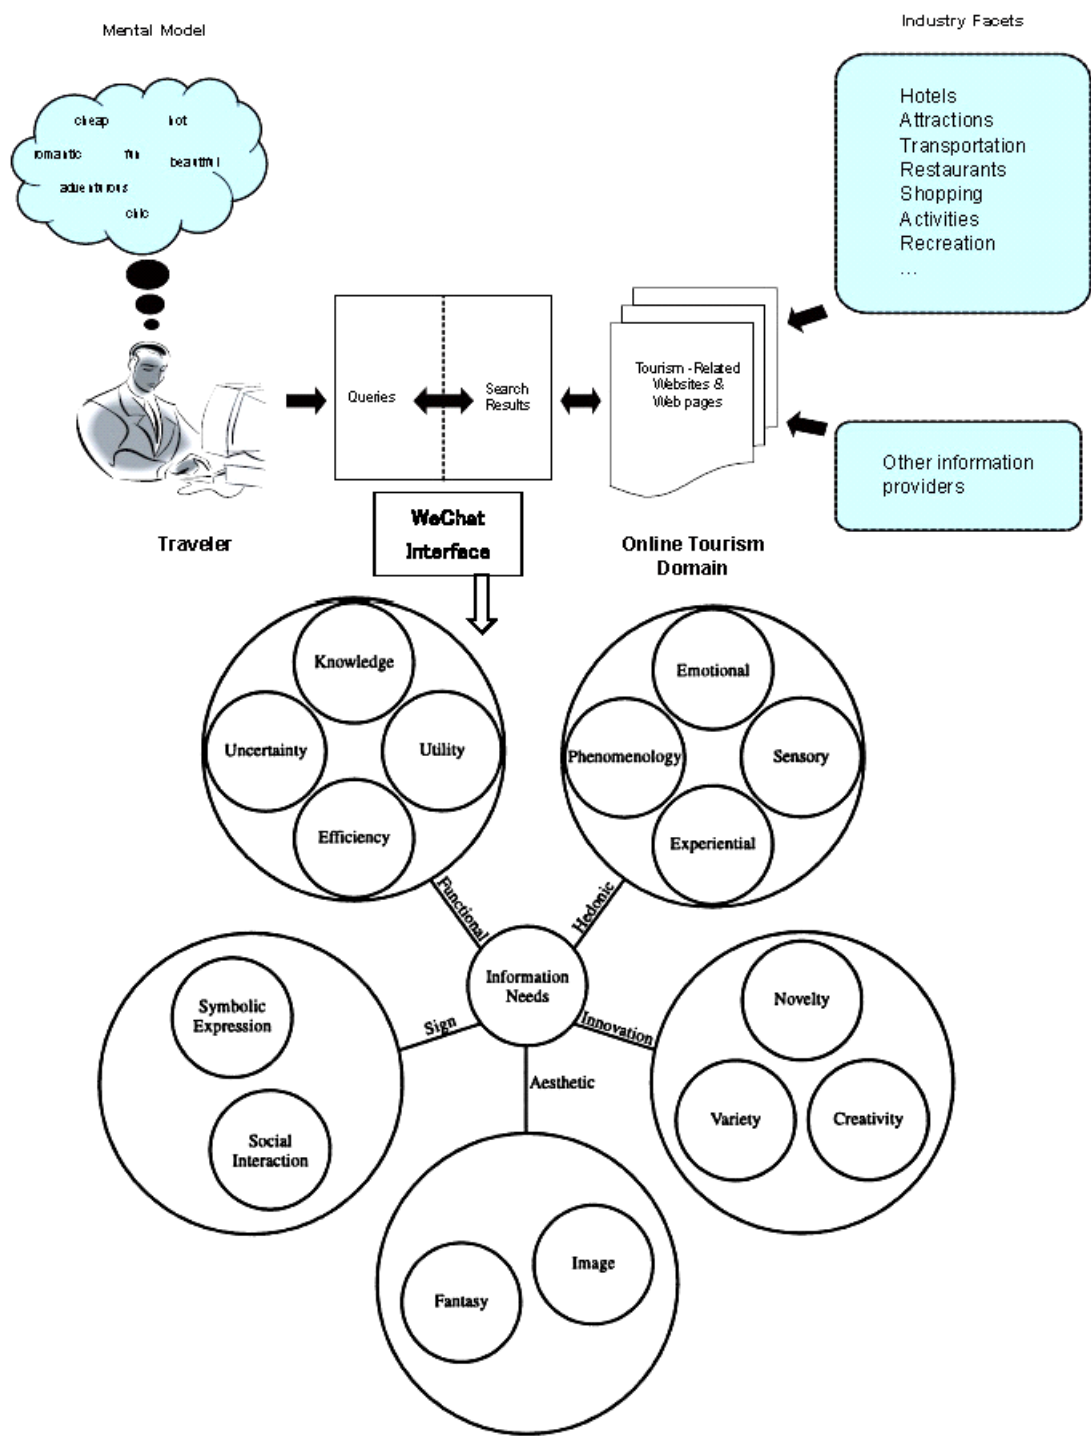 Mental Model
Industry Facets
cheap
hot
romantic
fun
beautiful
adventurous
chic
Hotels
Attractions
Transportation
Restaurants
Shopping
Activities
Recreation
...
Queries
Search
Results
Tourism-Related
Websites &
Web pages
Other information
providers
Traveler
WeChat
Interface
Online Tourism
Domain
Knowledge
Uncertainty
Utility
Efficiency
Emotional
Phenomenology
Sensory
Experiential
Functional
Hedonic
Information
Needs
Sign
Innovation
Aesthetic
Symbolic
Expression
Social
Interaction
Novelty
Variety
Creativity
Fantasy
Image